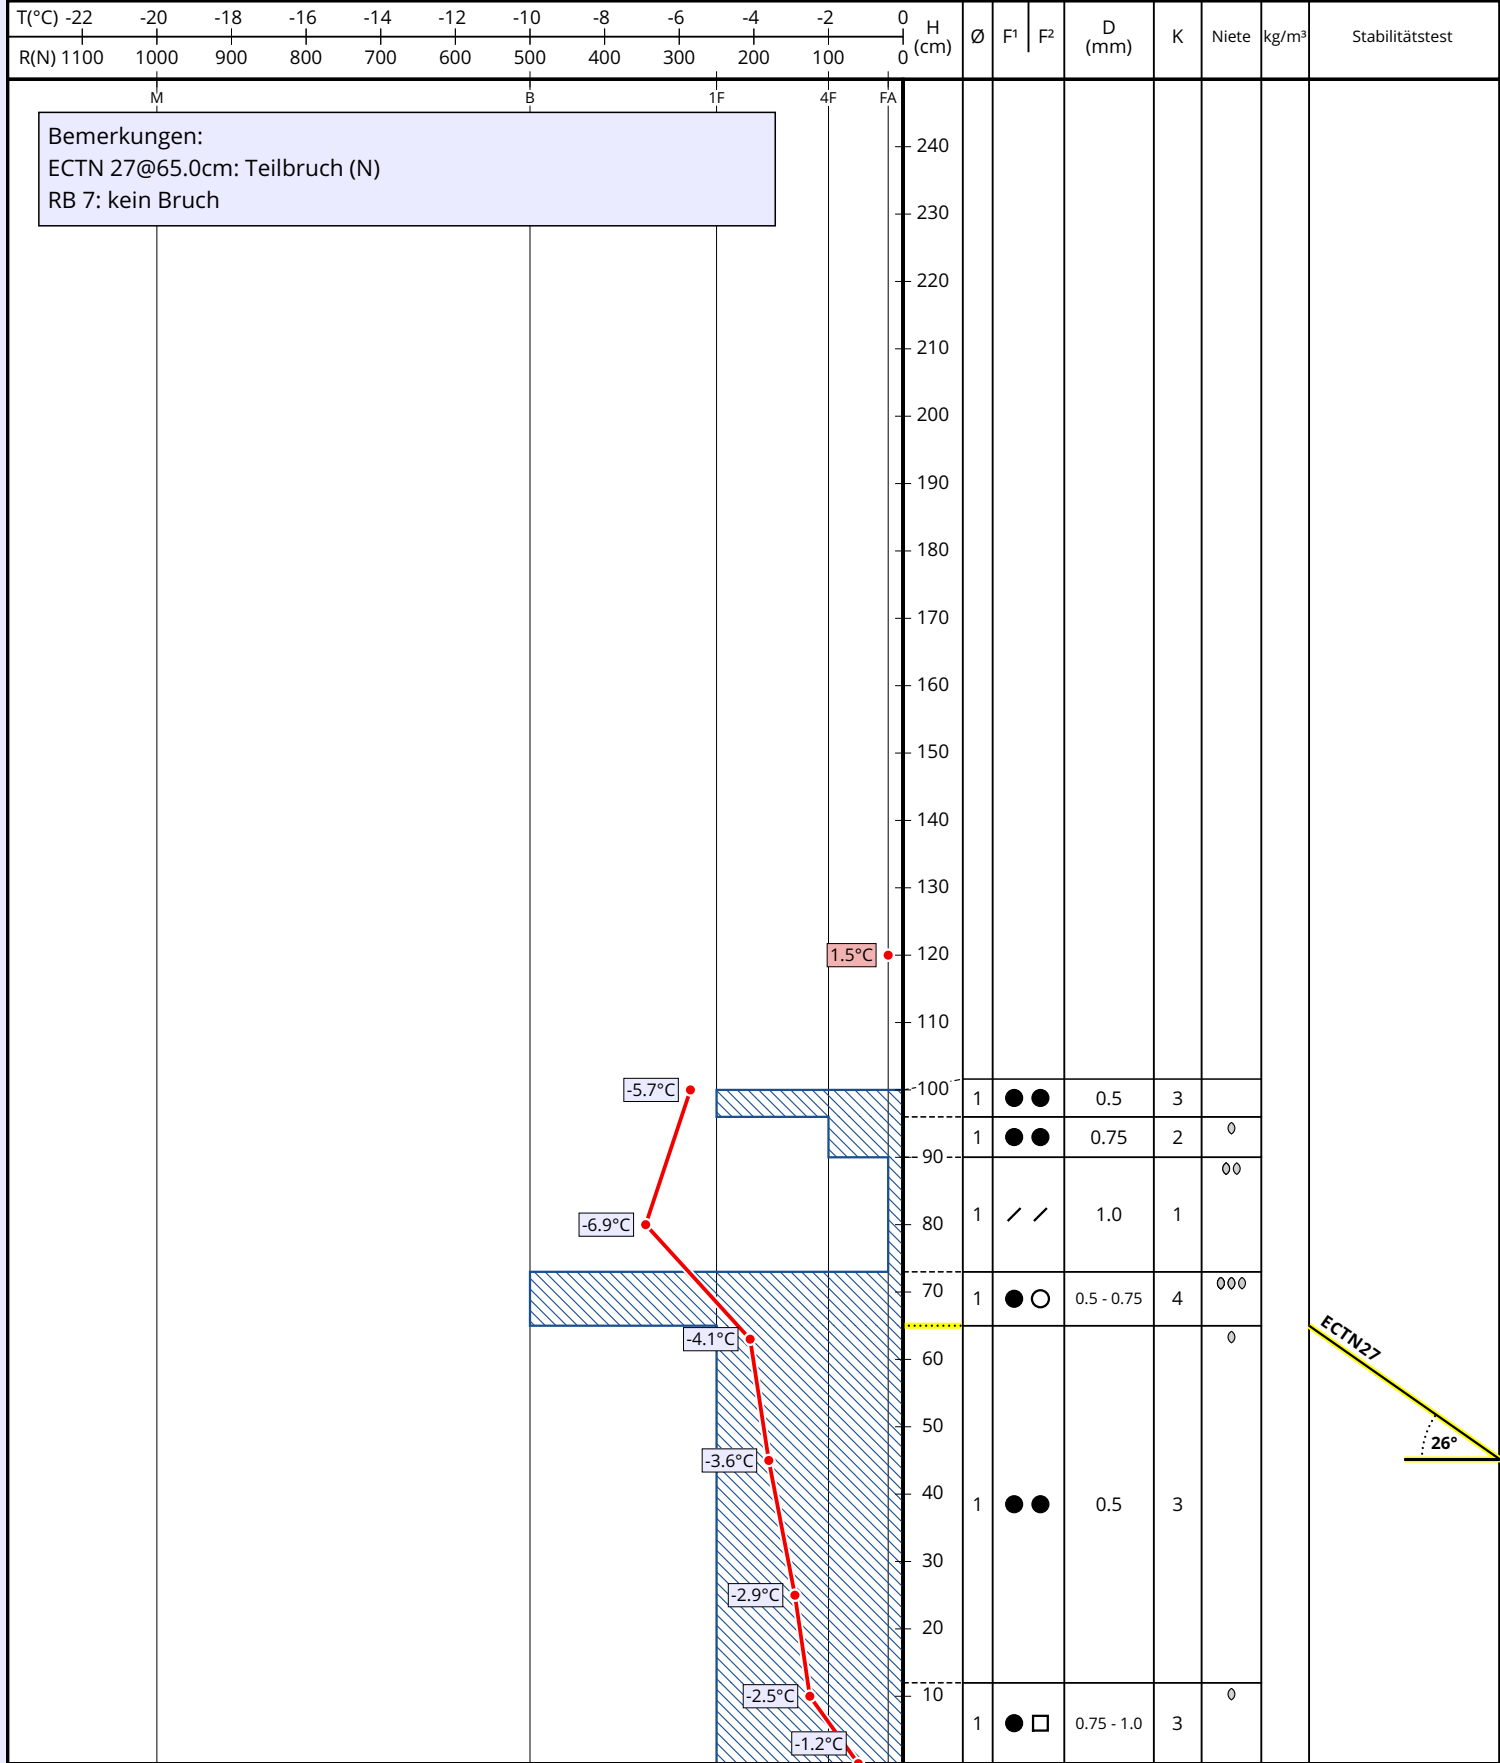 T(°C) -22 -20 -18 -16 -14 -12 -10 -8 -6 -4 -2 0
R(N) 1100 1000 900 800 700 600 500 400 300 200 100 0
H (cm) Ø F¹ F² D (mm) K Niete kg/m³ Stabilitätstest
M B 1F 4F FA
Bemerkungen:
ECTN 27@65.0cm: Teilbruch (N)
RB 7: kein Bruch
240
230
220
210
200
190
180
170
160
150
140
130
1.5°C 120
110
-5.7°C 100
1 0.5 3
1 0.75 2
90
1 1.0 1
-6.9°C 80
70
1 0.5 - 0.75 4
ECTN27
-4.1°C
60
50
26°
-3.6°C
40
1 0.5 3
30
-2.9°C
20
-2.5°C 10
1 0.75 - 1.0 3
-1.2°C